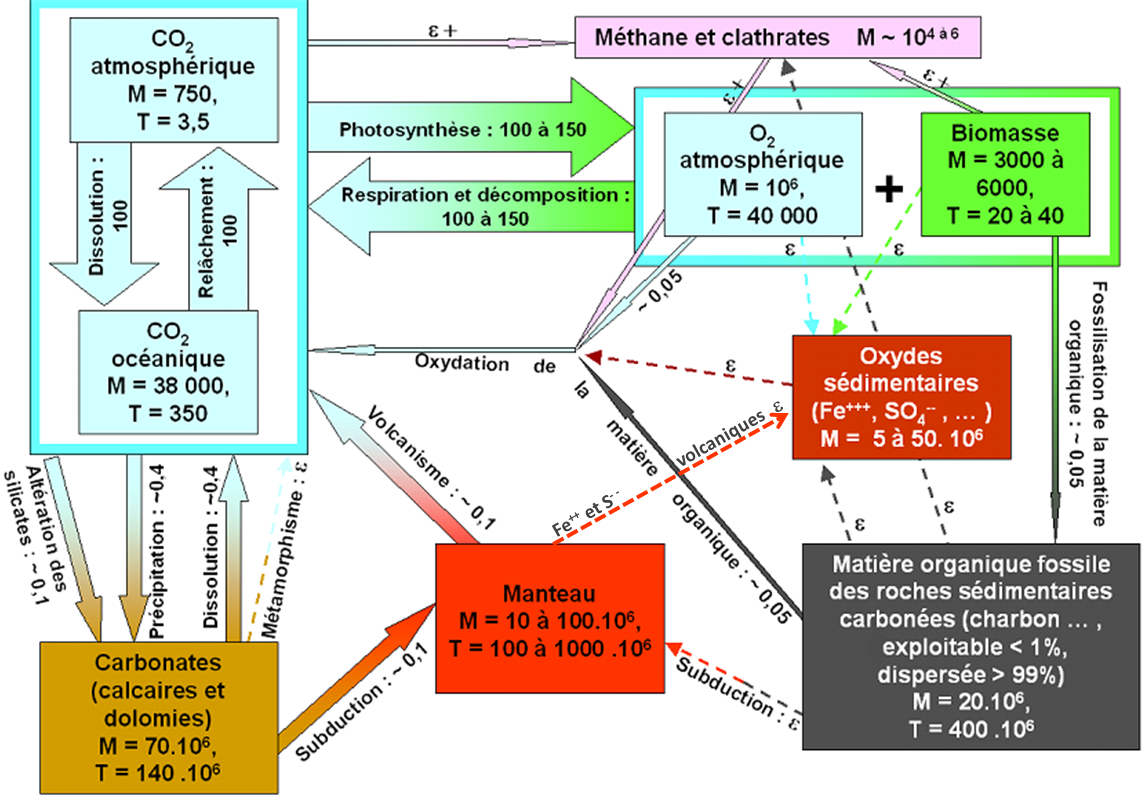 CO₂
atmosphérique
M = 750,
T = 3,5
Dissolution :
100
Relâchement :
100
CO₂
océanique
M = 38 000,
T = 350
ε +
Méthane et clathrates M ~ 10⁴ ᵃ̀ ⁶
ε+
ε+
Photosynthèse : 100 à 150
Respiration et décomposition :
100 à 150
O₂
atmosphérique
M = 10⁶,
T = 40 000
+
Biomasse
M = 3000 à
6000,
T = 20 à 40
ε
ε
~ 0,05
Fossilisation de la matière
organique : ~ 0,05
Oxydation de la matière organique : ~ 0,05
ε
Oxydes
sédimentaires
(Fe⁺⁺⁺, SO₄⁻⁻ , … )
M = 5 à 50. 10⁶
Fe⁺⁺ et S⁻⁻ volcaniques ε
Volcanisme : ~ 0,1
ε
ε
Altération des
silicates : ~ 0,1
Précipitation : ~0.4
Dissolution : ~0.4
Métamorphisme : ε
Manteau
M = 10 à 100.10⁶,
T = 100 à 1000 .10⁶
Matière organique fossile
des roches sédimentaires
carbonées (charbon … ,
exploitable < 1%,
dispersée > 99%)
M = 20.10⁶,
T = 400 .10⁶
Carbonates
(calcaires et
dolomies)
M = 70.10⁶,
T = 140 .10⁶
Subduction : ~ 0,1
Subduction : ε